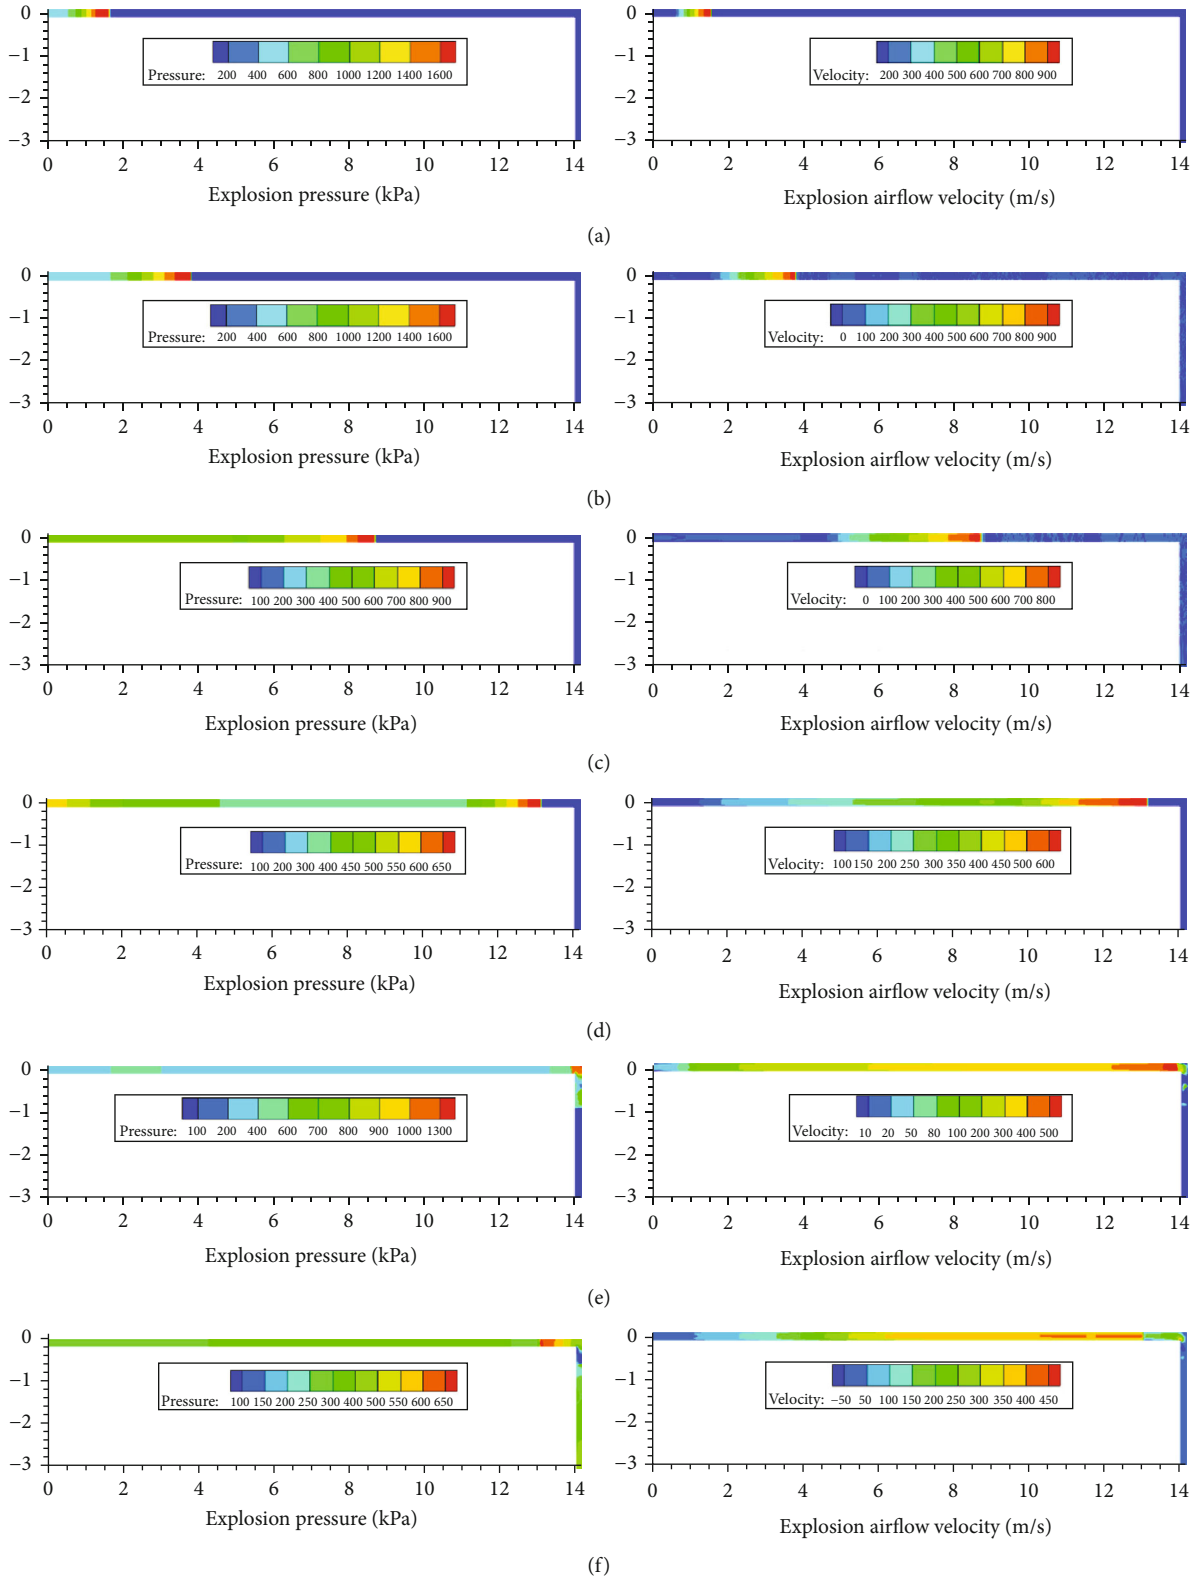 0
−1
−2
−3
Pressure: 200 400 600 800 1000 1200 1400 1600
0 2 4 6 8 10 12 14
Explosion pressure (kPa)
0
−1
−2
−3
Velocity: 200 300 400 500 600 700 800 900
0 2 4 6 8 10 12 14
Explosion airflow velocity (m/s)
(a)
0
−1
−2
−3
Pressure: 200 400 600 800 1000 1200 1400 1600
0 2 4 6 8 10 12 14
Explosion pressure (kPa)
0
−1
−2
−3
Velocity: 0 100 200 300 400 500 600 700 800 900
0 2 4 6 8 10 12 14
Explosion airflow velocity (m/s)
(b)
0
−1
−2
−3
Pressure: 100 200 300 400 500 600 700 800 900
0 2 4 6 8 10 12 14
Explosion pressure (kPa)
0
−1
−2
−3
Velocity: 0 100 200 300 400 500 600 700 800
0 2 4 6 8 10 12 14
Explosion airflow velocity (m/s)
(c)
0
−1
−2
−3
Pressure: 100 200 300 400 450 500 550 600 650
0 2 4 6 8 10 12 14
Explosion pressure (kPa)
0
−1
−2
−3
Velocity: 100 150 200 250 300 350 400 450 500 600
0 2 4 6 8 10 12 14
Explosion airflow velocity (m/s)
(d)
0
−1
−2
−3
Pressure: 100 200 400 600 700 800 900 1000 1300
0 2 4 6 8 10 12 14
Explosion pressure (kPa)
0
−1
−2
−3
Velocity: 10 20 50 80 100 200 300 400 500
0 2 4 6 8 10 12 14
Explosion airflow velocity (m/s)
(e)
0
−1
−2
−3
Pressure: 100 150 200 250 300 400 500 550 600 650
0 2 4 6 8 10 12 14
Explosion pressure (kPa)
0
−1
−2
−3
Velocity: −50 50 100 150 200 250 300 350 400 450
0 2 4 6 8 10 12 14
Explosion airflow velocity (m/s)
(f)